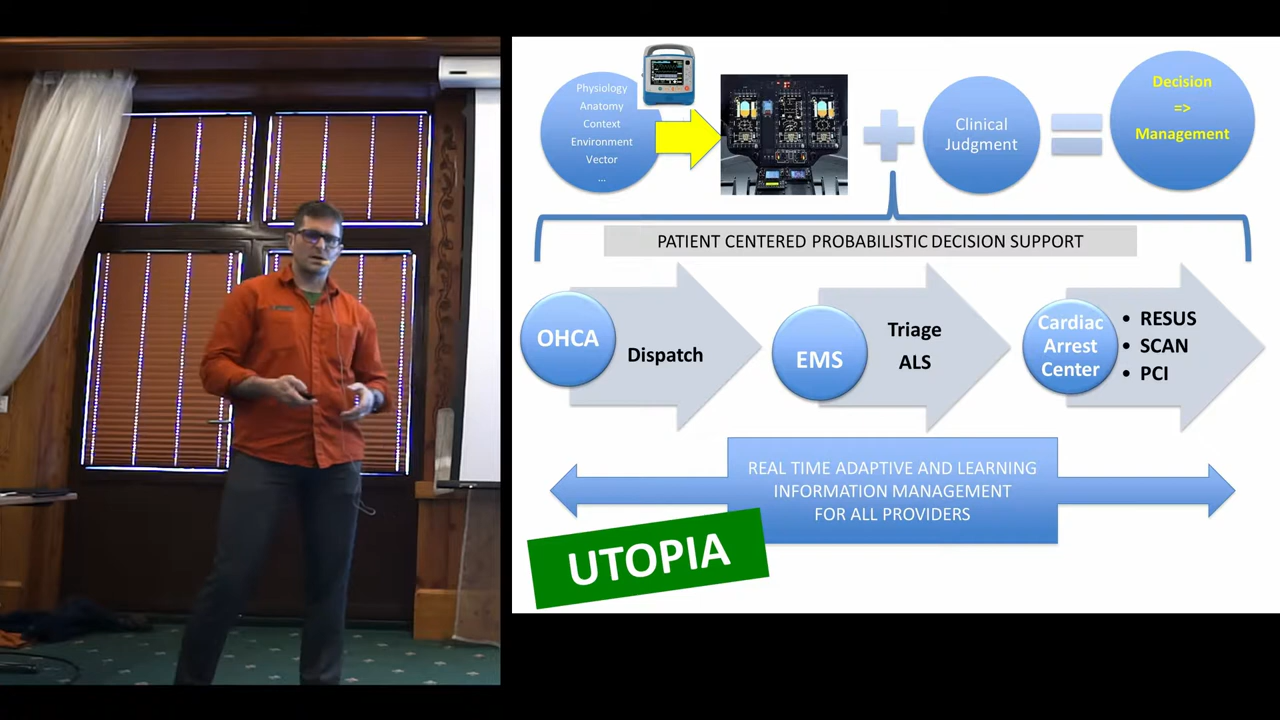 Physiology
Anatomy
Context
Environment
Vector
...
Clinical
Judgment
Decision
=>
Management
PATIENT CENTERED PROBABILISTIC DECISION SUPPORT
OHCA
Dispatch
EMS
Triage
ALS
Cardiac
Arrest
Center
• RESUS
• SCAN
• PCI
REAL TIME ADAPTIVE AND LEARNING
INFORMATION MANAGEMENT
FOR ALL PROVIDERS
UTOPIA